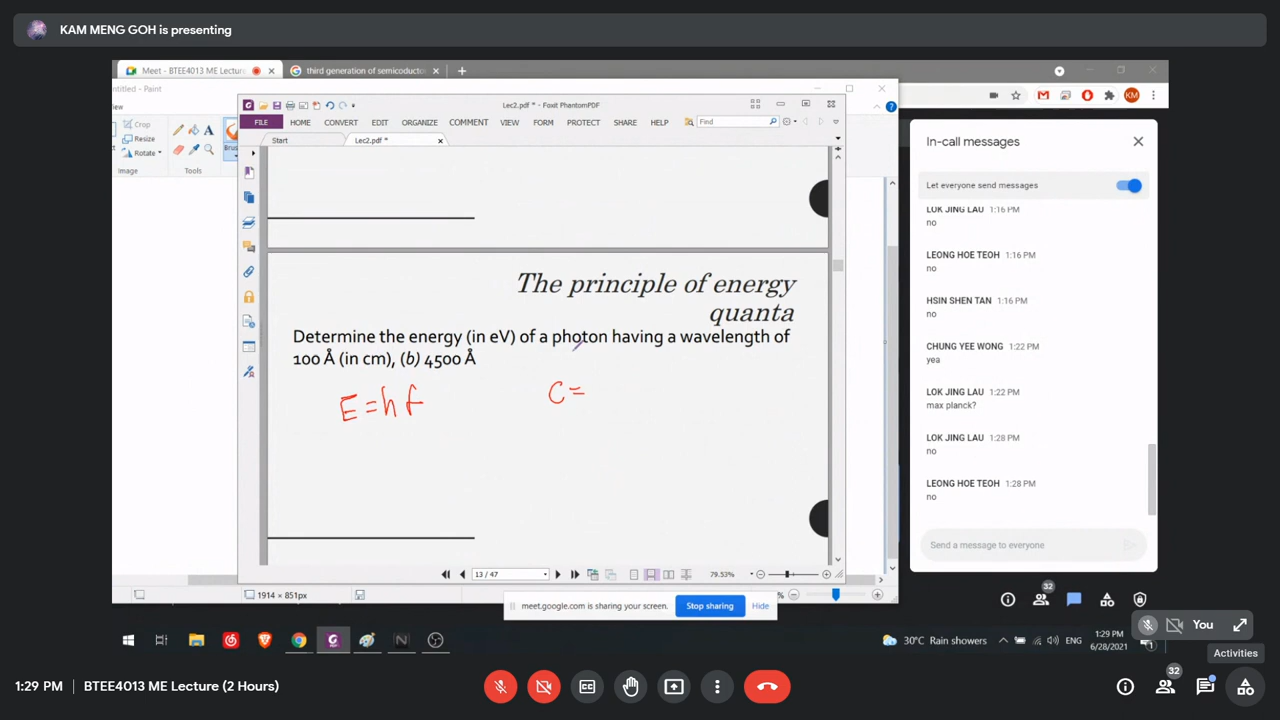 KAM MENG GOH is presenting
Meet - BTEE4013 ME Lecture
third generation of semiconducto
ntitled - Paint
iew
Crop
Resize
Rotate
Image
Tools
Lec2.pdf * - Foxit PhantomPDF
FILE HOME CONVERT EDIT ORGANIZE COMMENT VIEW FORM PROTECT SHARE HELP
Find
Start
Lec2.pdf *
KM
The principle of energy
quanta
Determine the energy (in eV) of a photon having a wavelength of
100 Å (in cm), (b) 4500 Å
E = h f
C =
13 / 47
79.53%
1914 × 851px
meet.google.com is sharing your screen.
Stop sharing
Hide
In-call messages
Let everyone send messages
LOK JING LAU 1:16 PM
no
LEONG HOE TEOH 1:16 PM
no
HSIN SHEN TAN 1:16 PM
no
CHUNG YEE WONG 1:22 PM
yea
LOK JING LAU 1:22 PM
max planck?
LOK JING LAU 1:28 PM
no
LEONG HOE TEOH 1:28 PM
no
Send a message to everyone
32
30°C Rain showers
ENG
1:29 PM
6/28/2021
You
Activities
1:29 PM
BTEE4013 ME Lecture (2 Hours)
32